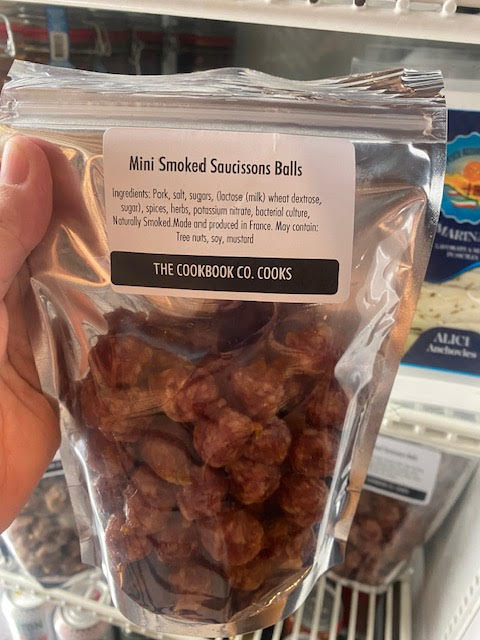 Mini Smoked Saucissons Balls
Ingredients: Pork, salt, sugars, (lactose (milk) wheat dextrose,
sugar), spices, herbs, potassium nitrate, bacterial culture,
Naturally Smoked.Made and produced in France. May contain:
Tree nuts, soy, mustard
THE COOKBOOK CO. COOKS
ALICI
Anchovies